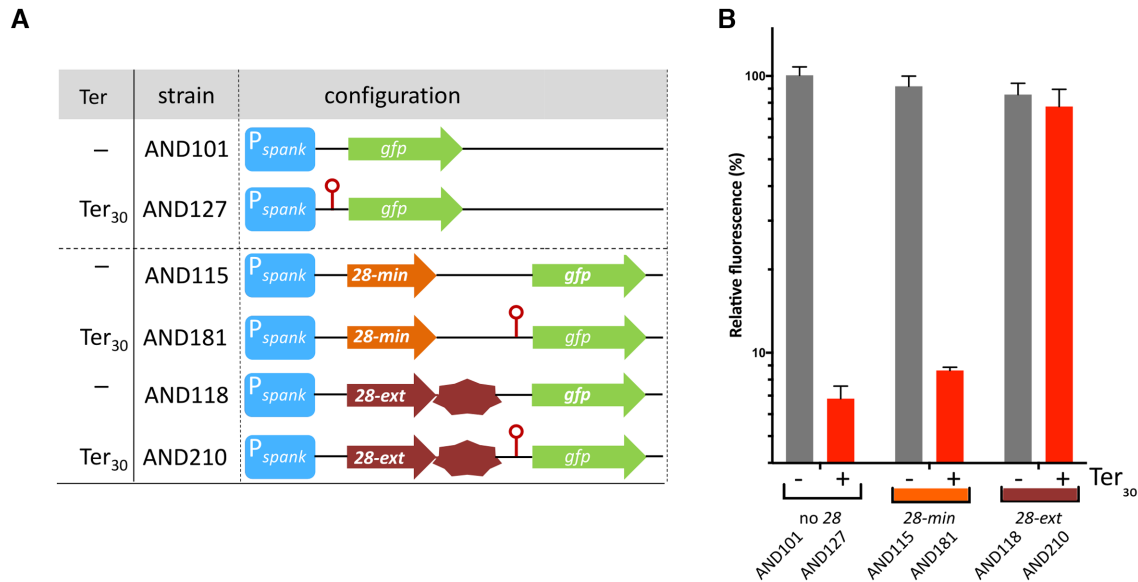 A
Ter strain configuration
– AND101 Pspank gfp
Ter30 AND127 Pspank gfp
– AND115 Pspank 28-min gfp
Ter30 AND181 Pspank 28-min gfp
– AND118 Pspank 28-ext gfp
Ter30 AND210 Pspank 28-ext gfp
B
Relative fluorescence (%)
100
10
- + - + - + Ter30
no 28 28-min 28-ext
AND101 AND127 AND115 AND181 AND118 AND210